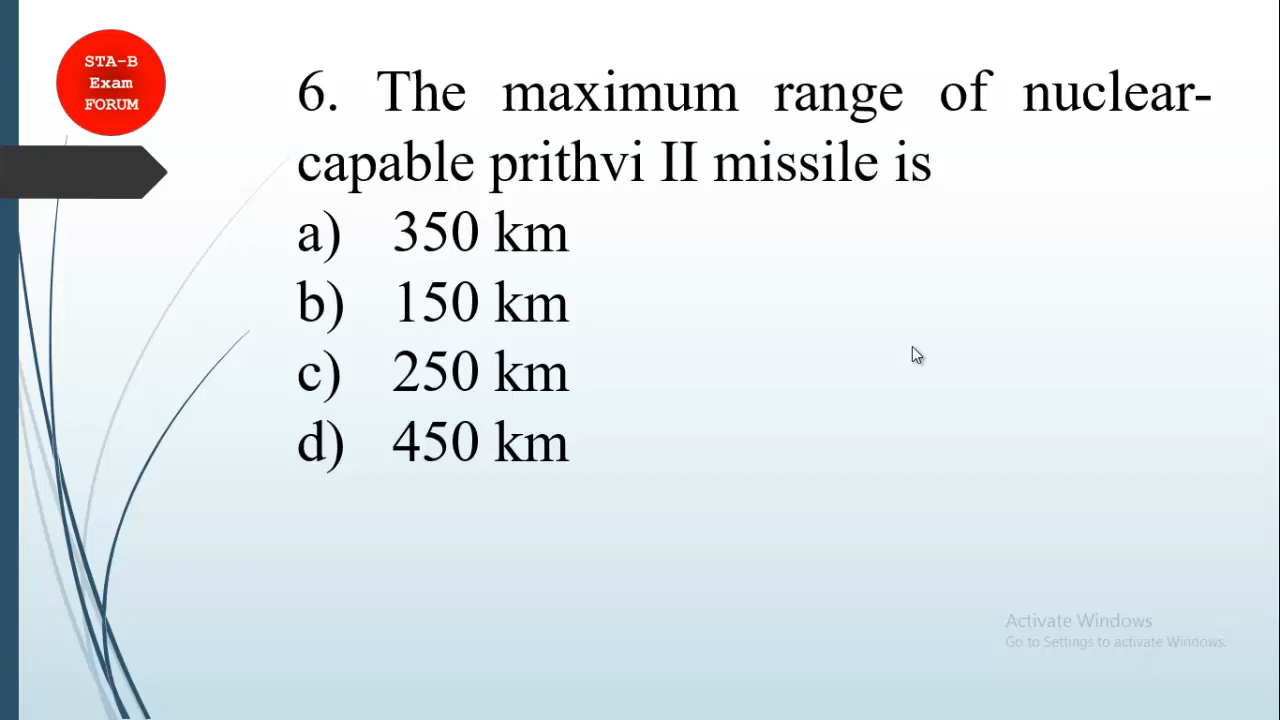 STA-B
Exam
FORUM
6. The maximum range of nuclear-
capable prithvi II missile is
a) 350 km
b) 150 km
c) 250 km
d) 450 km
Activate Windows
Go to Settings to activate Windows.